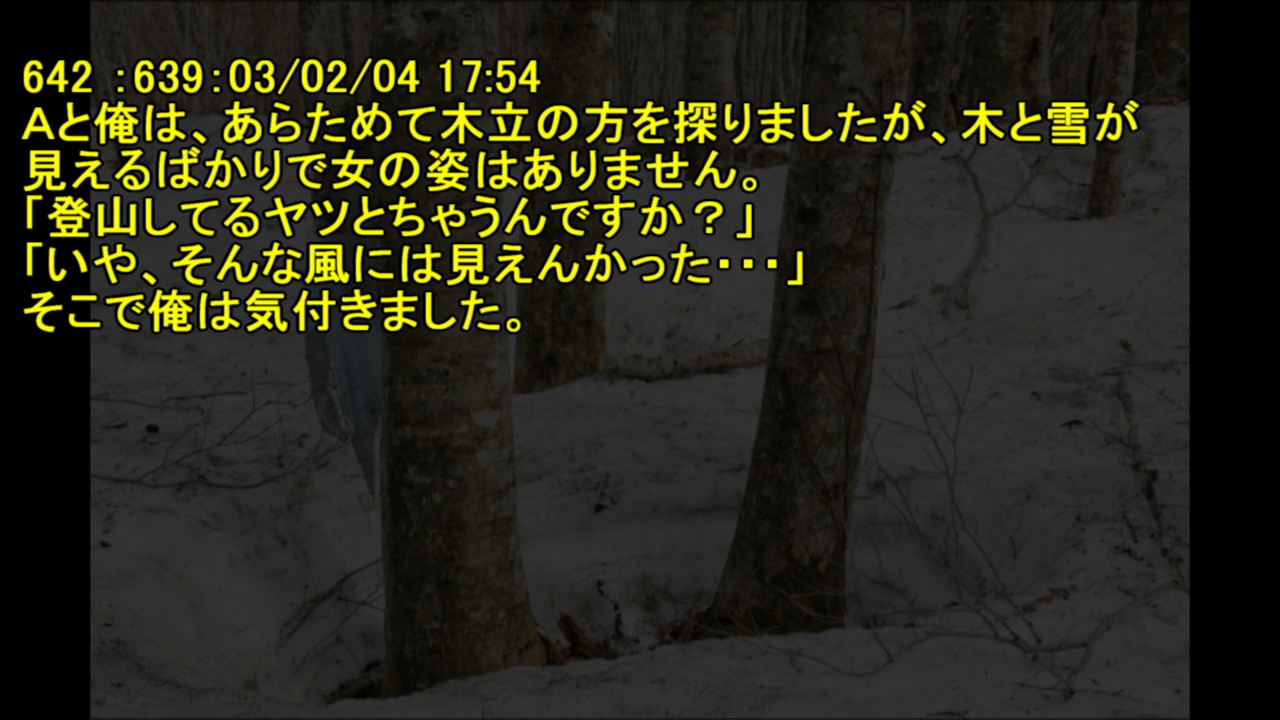 642 :639:03/02/04 17:54
Aと俺は、あらためて木立の方を探りましたが、木と雪が
見えるばかりで女の姿はありません。
「登山してるヤツとちゃうんですか？」
「いや、そんな風には見えんかった・・・」
そこで俺は気付きました。